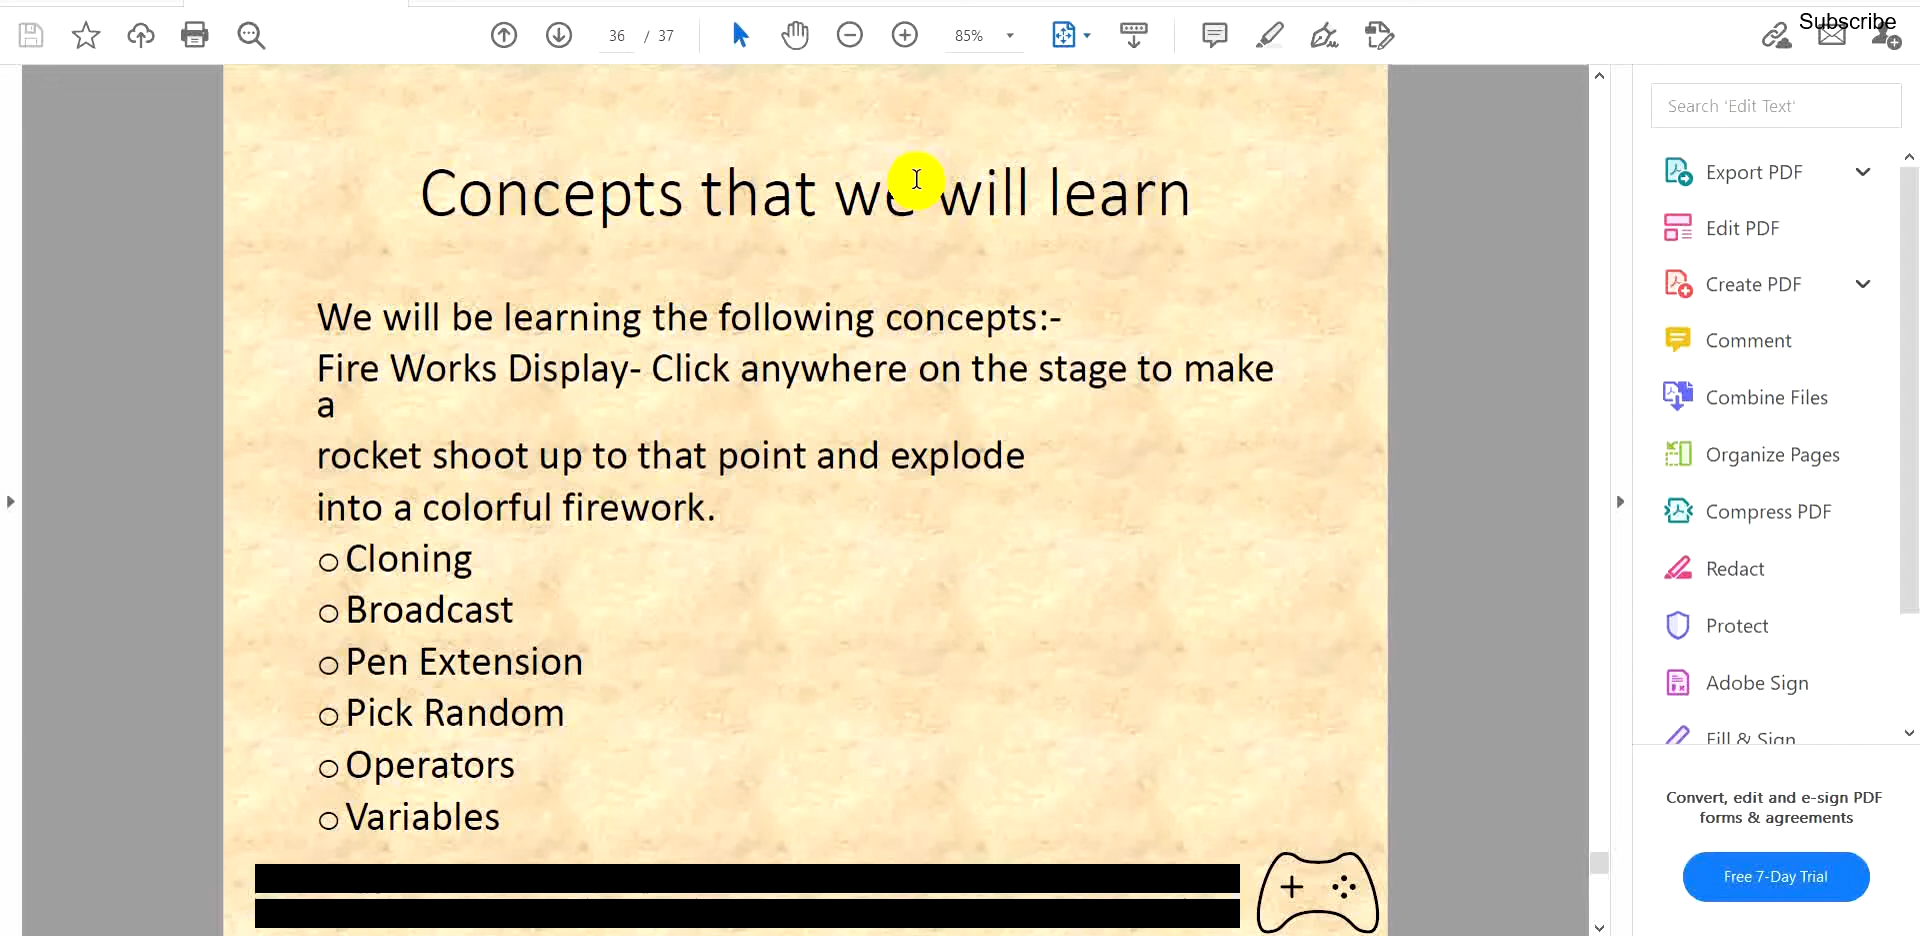 Subscribe
36 / 37
85%
Search 'Edit Text'
Concepts that we will learn
We will be learning the following concepts:-
Fire Works Display- Click anywhere on the stage to make
a
rocket shoot up to that point and explode
into a colorful firework.
Cloning
Broadcast
Pen Extension
Pick Random
Operators
Variables
Export PDF
Edit PDF
Create PDF
Comment
Combine Files
Organize Pages
Compress PDF
Redact
Protect
Adobe Sign
Fill & Sign
Convert, edit and e-sign PDF
forms & agreements
Free 7-Day Trial